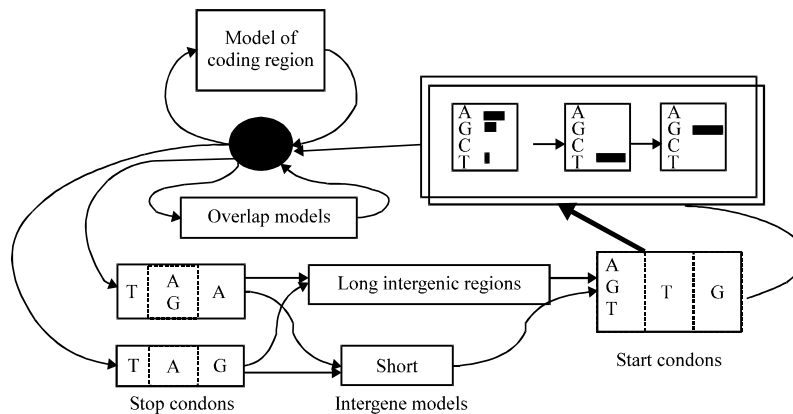 Model of
coding region
A
G
C
T
A
G
C
T
A
G
C
T
Overlap models
T
A
G
A
Long intergenic regions
A
G
T
T
G
T
A
G
Short
Start condons
Stop condons
Intergene models